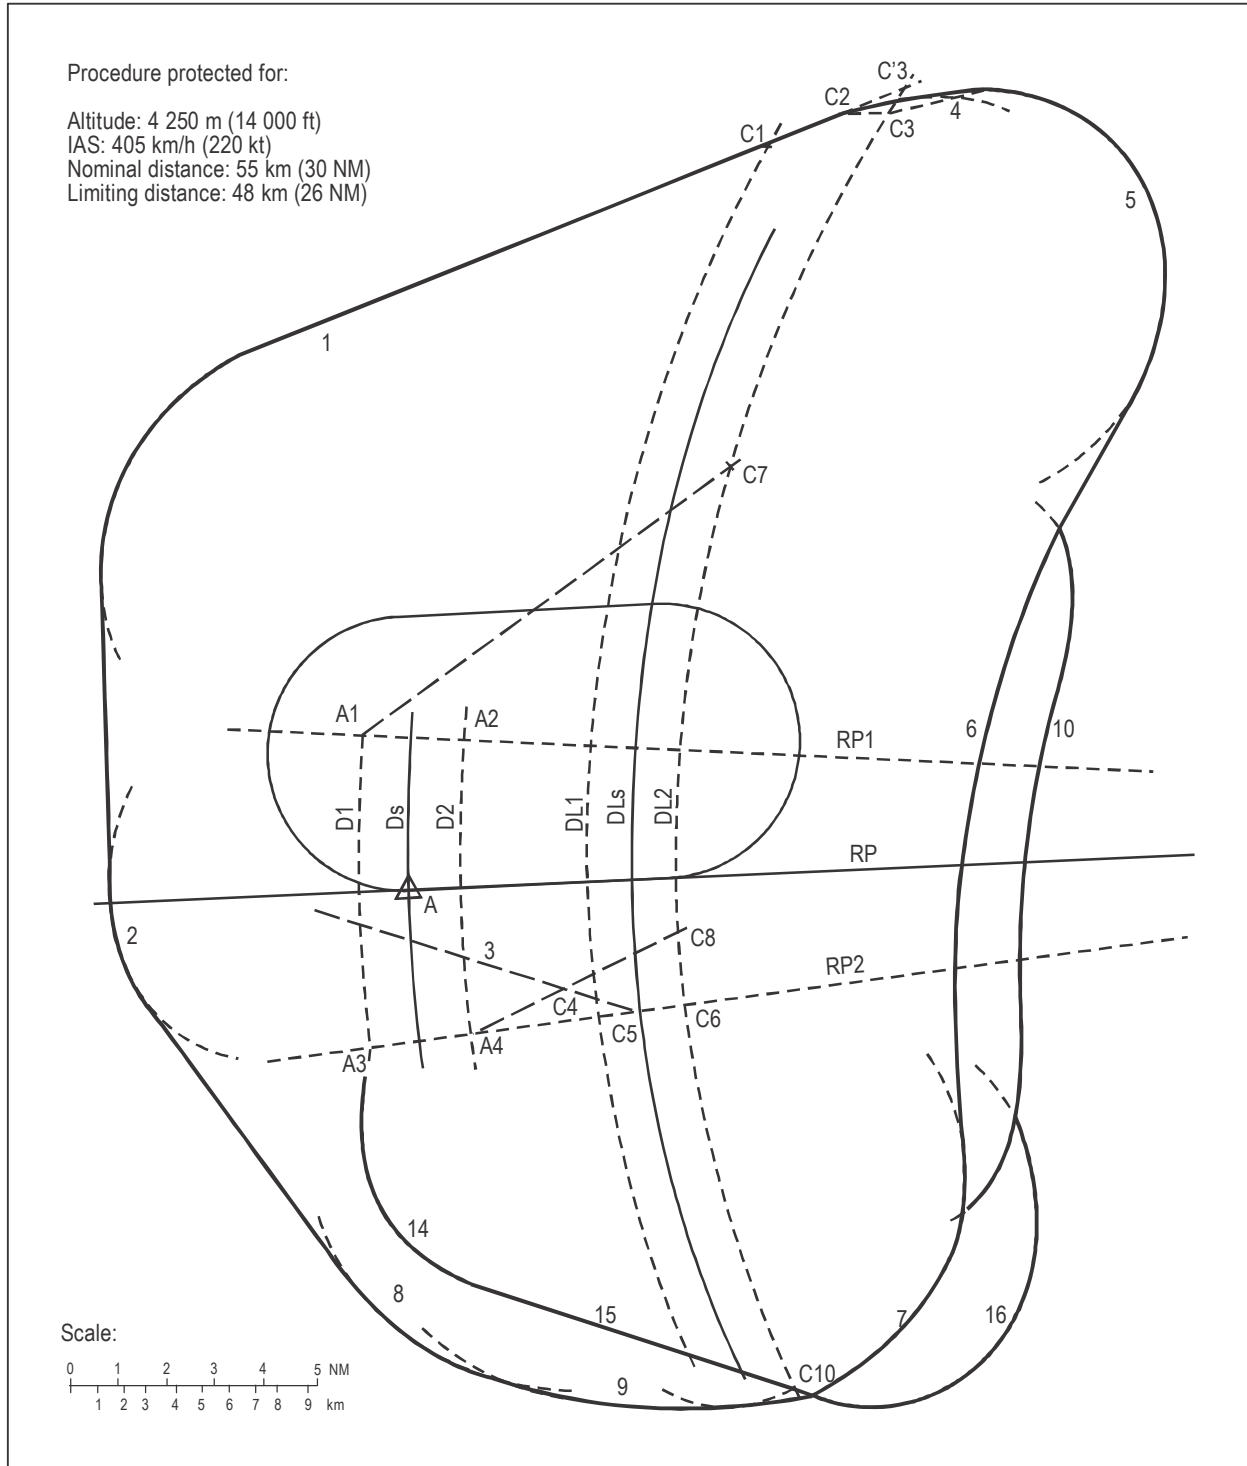 Procedure protected for:
Altitude: 4 250 m (14 000 ft)
IAS: 405 km/h (220 kt)
Nominal distance: 55 km (30 NM)
Limiting distance: 48 km (26 NM)
C'3
C2
4
C3
C1
5
1
C7
A1
A2
RP1
6
10
D1
Ds
D2
DL1
DLs
DL2
RP
A
2
3
C8
RP2
C4
C5
C6
A3
A4
14
8
15
7
16
Scale:
0 1 2 3 4 5 NM
1 2 3 4 5 6 7 8 9 km
C10
9